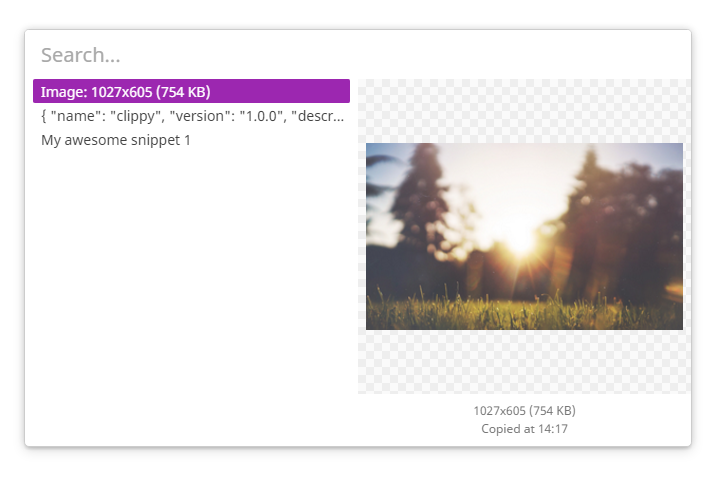 Search...
Image: 1027x605 (754 KB)
{ "name": "clippy", "version": "1.0.0", "descr...
My awesome snippet 1
1027x605 (754 KB)
Copied at 14:17